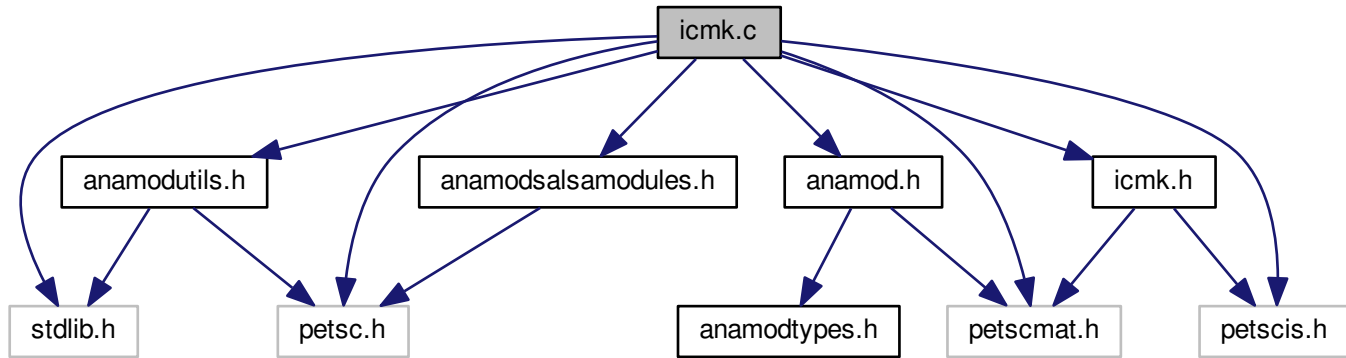 icmk.c
anamodutils.h
anamodsalsamodules.h
anamod.h
icmk.h
stdlib.h
petsc.h
anamodtypes.h
petscmat.h
petscis.h